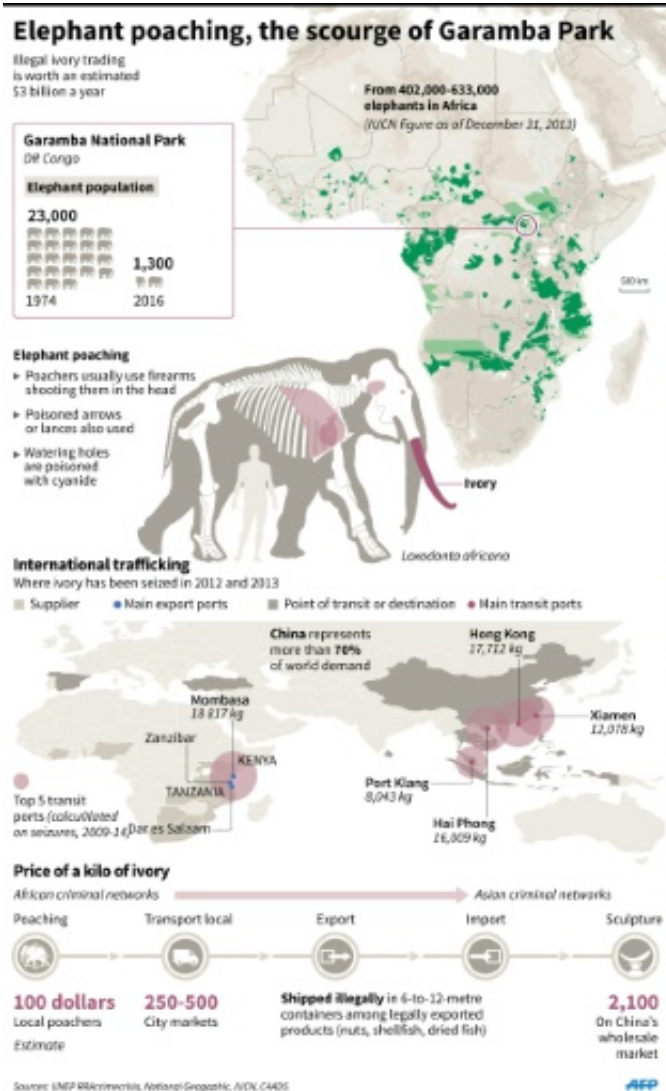 Elephant poaching, the scourge of Garamba Park
Illegal ivory trading
is worth an estimated
$3 billion a year
From 402,000-633,000
elephants in Africa
(IUCN figure as of December 31, 2013)
Garamba National Park
DR Congo
Elephant population
23,000
1,300
1974
2016
500 km
Elephant poaching
Poachers usually use firearms
shooting them in the head
Poisoned arrows
or lances also used
Watering holes
are poisoned
with cyanide
Ivory
Loxodonta africana
International trafficking
Where ivory has been seized in 2012 and 2013
Supplier
Main export ports
Point of transit or destination
Main transit ports
China represents
more than 70%
of world demand
Hong Kong
17,712 kg
Mombasa
18 817 kg
Xiamen
12,078 kg
Zanzibar
KENYA
TANZANIA
Port Klang
8,043 kg
Top 5 transit
ports (calculated
on seizures, 2009-14)
Dar es Salaam
Hai Phong
16,009 kg
Price of a kilo of ivory
African criminal networks
Asian criminal networks
Poaching
Transport local
Export
Import
Sculpture
100 dollars
Local poachers
Estimate
250-500
City markets
Shipped illegally in 6-to-12-metre
containers among legally exported
products (nuts, shellfish, dried fish)
2,100
On China's
wholesale
market
Sources: UNEP RRAcrimecrisis, National Geographic, IUCN, C4ADS
AFP